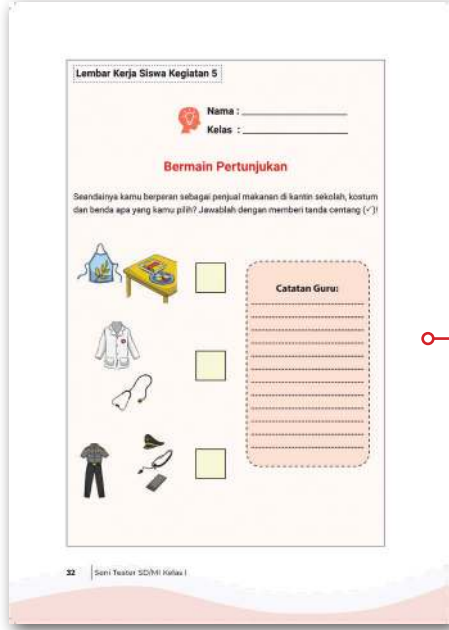 Lembar Kerja Siswa Kegiatan 5
Nama :
Kelas :
Bermain Pertunjukan
Seandainya kamu berperan sebagai penjual makanan di kantin sekolah, kostum
dan benda apa yang kamu pilih? Jawablah dengan memberi tanda centang (✓)!
Catatan Guru:
32 | Seni Teater SD/MI Kelas I